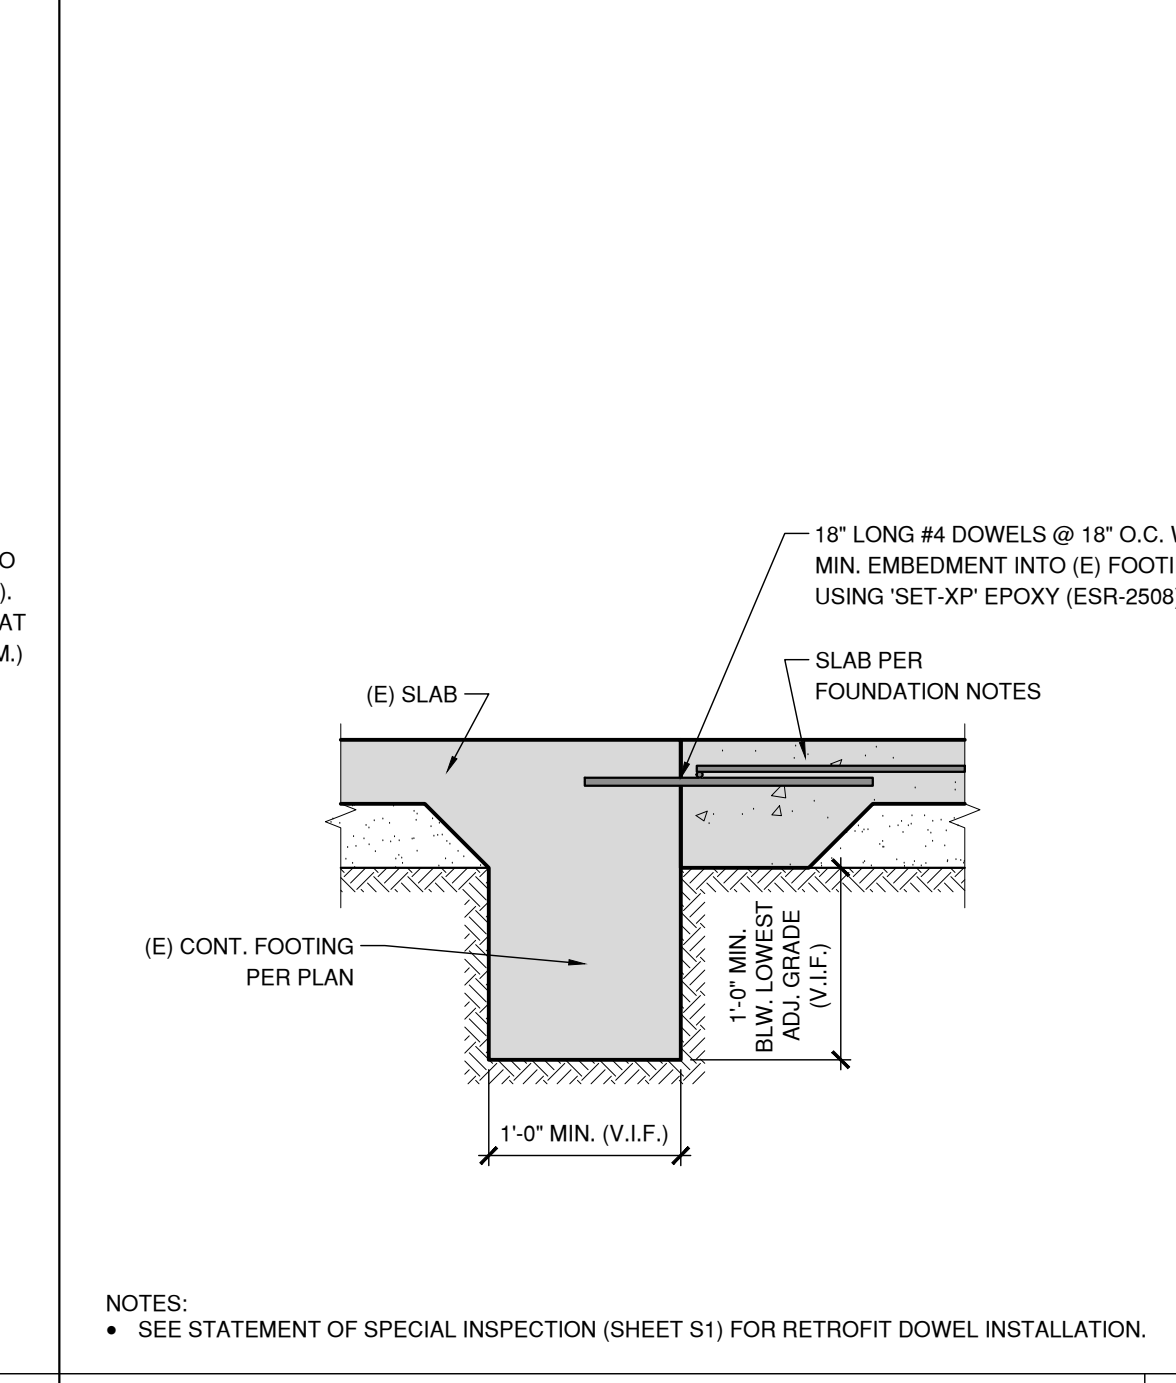 O
).
AT
M.)
18" LONG #4 DOWELS @ 18" O.C.
MIN. EMBEDMENT INTO (E) FOOTI
USING 'SET-XP' EPOXY (ESR-2508)
SLAB PER
FOUNDATION NOTES
(E) SLAB
(E) CONT. FOOTING
PER PLAN
1'-0" MIN.
BLW. LOWEST
ADJ. GRADE
(V.I.F.)
1'-0" MIN. (V.I.F.)
NOTES:
• SEE STATEMENT OF SPECIAL INSPECTION (SHEET S1) FOR RETROFIT DOWEL INSTALLATION.